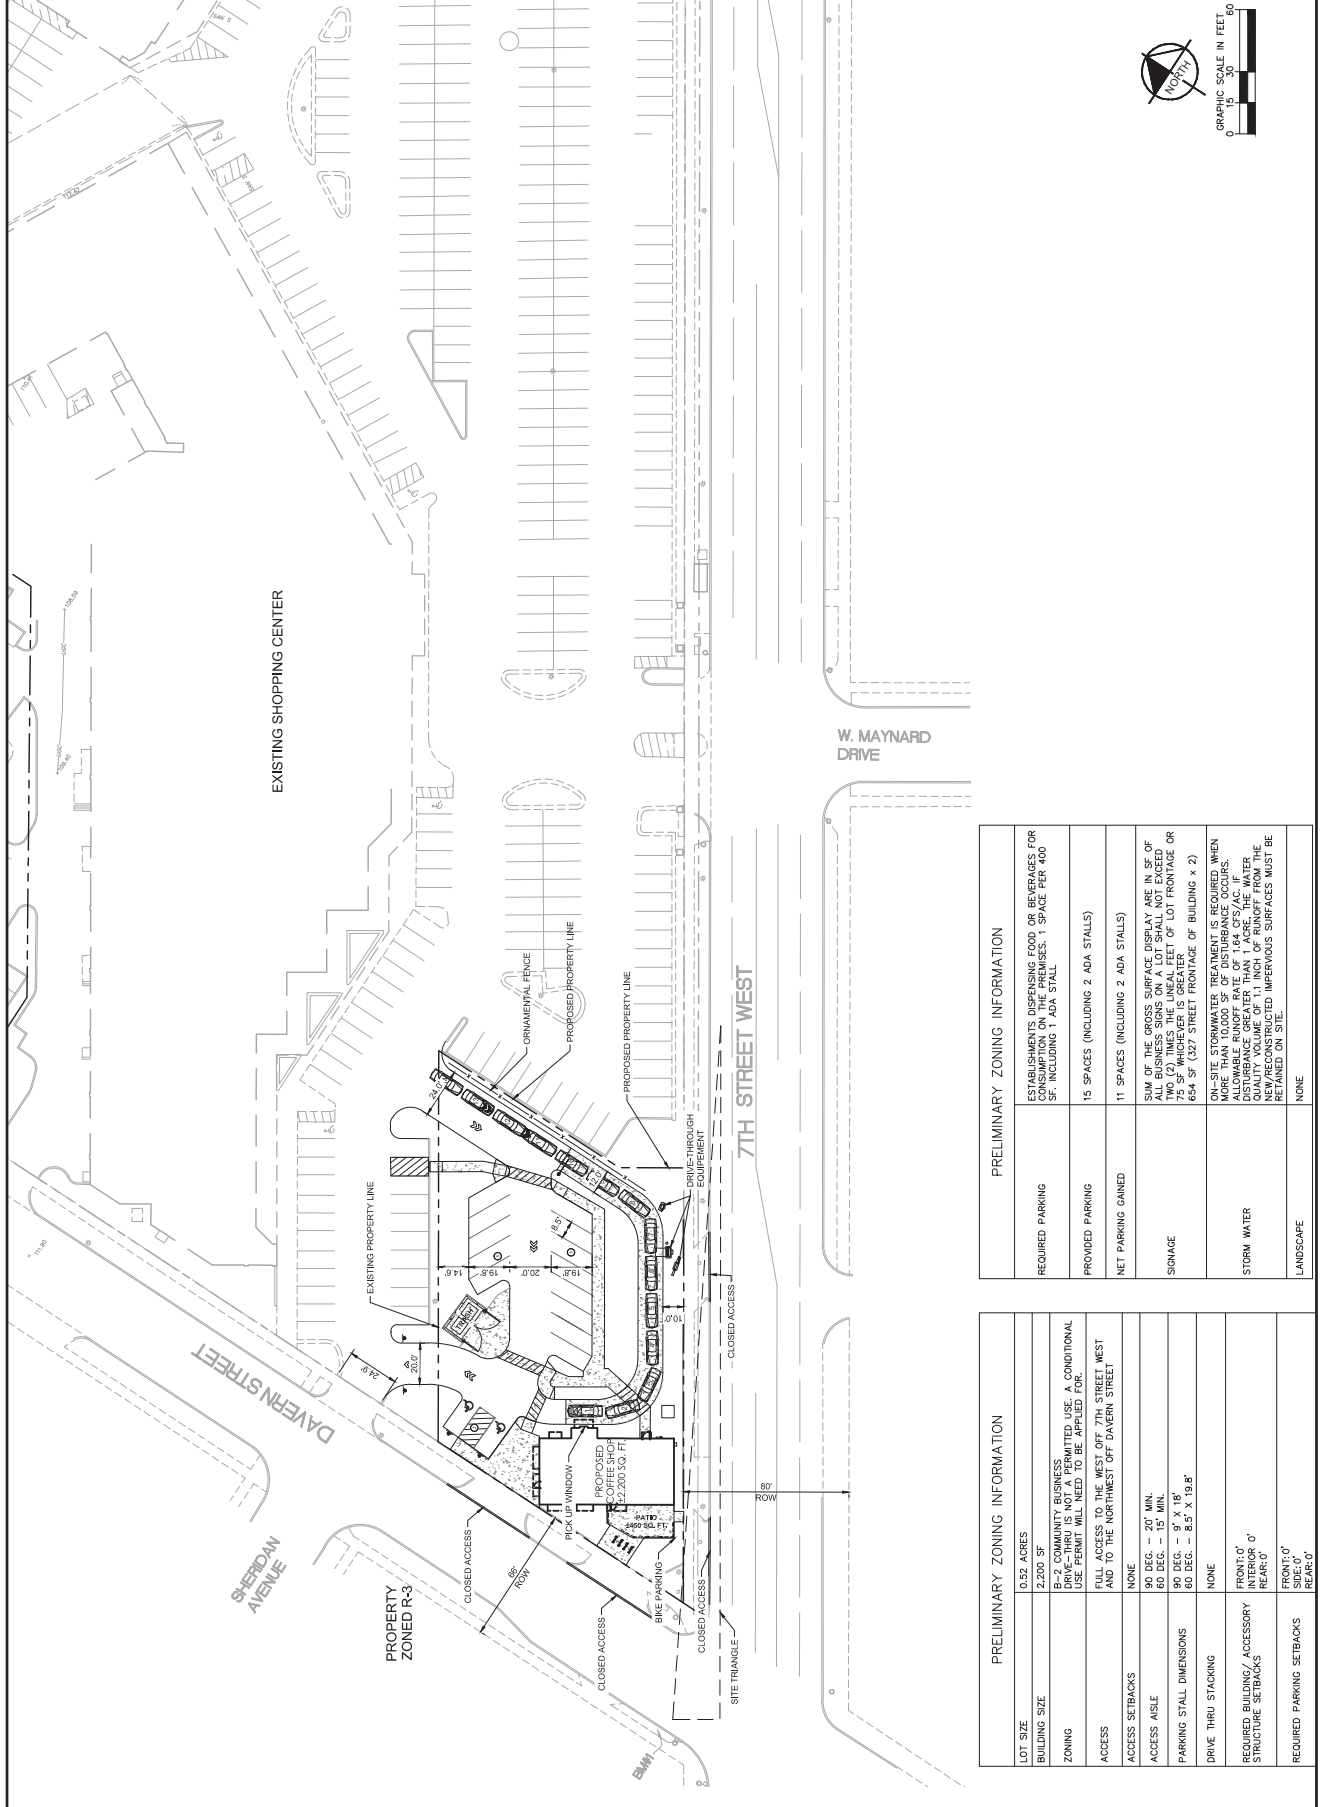 NORTH
GRAPHIC SCALE IN FEET
0 15 30 60
EXISTING SHOPPING CENTER
W. MAYNARD
DRIVE
7TH STREET WEST
DAVERN STREET
SHERIDAN
AVENUE
PROPERTY
ZONED R-3
ORNAMENTAL FENCE
PROPOSED PROPERTY LINE
PROPOSED PROPERTY LINE
DRIVE-THROUGH
EQUIPEMENT
EXISTING PROPERTY LINE
CLOSED ACCESS
CLOSED ACCESS
CLOSED ACCESS
CLOSED ACCESS
PICK UP WINDOW
PROPOSED
COFFEE SHOP
±2,200 SQ. FT.
PATIO
±450 SQ. FT.
BIKE PARKING
SITE TRIANGLE
TRASH
24.0'
12.0'
8.5'
14.6'
19.8'
20.0'
19.8'
20.0'
24.9'
10.0'
66'
ROW
80'
ROW
BM#1
SAN S
SAN S
UGC
UGC
108.59
109.40
111.90
PRELIMINARY ZONING INFORMATION
LOT SIZE 0.52 ACRES
BUILDING SIZE 2,200 SF
ZONING B-2 COMMUNITY BUSINESS
DRIVE-THRU IS NOT A PERMITTED USE. A CONDITIONAL
USE PERMIT WILL NEED TO BE APPLIED FOR.
ACCESS FULL ACCESS TO THE WEST OFF 7TH STREET WEST
AND TO THE NORTHWEST OFF DAVERN STREET
ACCESS SETBACKS NONE
ACCESS AISLE 90 DEG. – 20' MIN.
60 DEG. – 15' MIN.
PARKING STALL DIMENSIONS 90 DEG. – 9' X 18'
60 DEG. – 8.5' X 19.8'
DRIVE THRU STACKING NONE
REQUIRED BUILDING/ ACCESSORY
STRUCTURE SETBACKS
FRONT:0'
INTERIOR 0'
REAR:0'
REQUIRED PARKING SETBACKS
FRONT:0'
SIDE:0'
REAR:0'
PRELIMINARY ZONING INFORMATION
REQUIRED PARKING ESTABLISHMENTS DISPENSING FOOD OR BEVERAGES FOR
CONSUMPTION ON THE PREMISES. 1 SPACE PER 400
SF. INCLUDING 1 ADA STALL
PROVIDED PARKING 15 SPACES (INCLUDING 2 ADA STALLS)
NET PARKING GAINED 11 SPACES (INCLUDING 2 ADA STALLS)
SIGNAGE SUM OF THE GROSS SURFACE DISPLAY ARE IN SF OF
ALL BUSINESS SIGNS ON A LOT SHALL NOT EXCEED
TWO (2) TIMES THE LINEAL FEET OF LOT FRONTAGE OR
75 SF WHICHEVER IS GREATER
654 SF (327 STREET FRONTAGE OF BUILDING x 2)
STORM WATER ON-SITE STORMWATER TREATMENT IS REQUIRED WHEN
MORE THAN 10,000 SF OF DISTURBANCE OCCURS.
ALLOWABLE RUNOFF RATE OF 1.64 CFS/AC. IF
DISTURBANCE GREATER THAN 1 ACRE, THE WATER
QUALITY VOLUME OF 1.1 INCH OF RUNOFF FROM THE
NEW/RECONSTRUCTED IMPERVIOUS SURFACES MUST BE
RETAINED ON SITE.
LANDSCAPE NONE